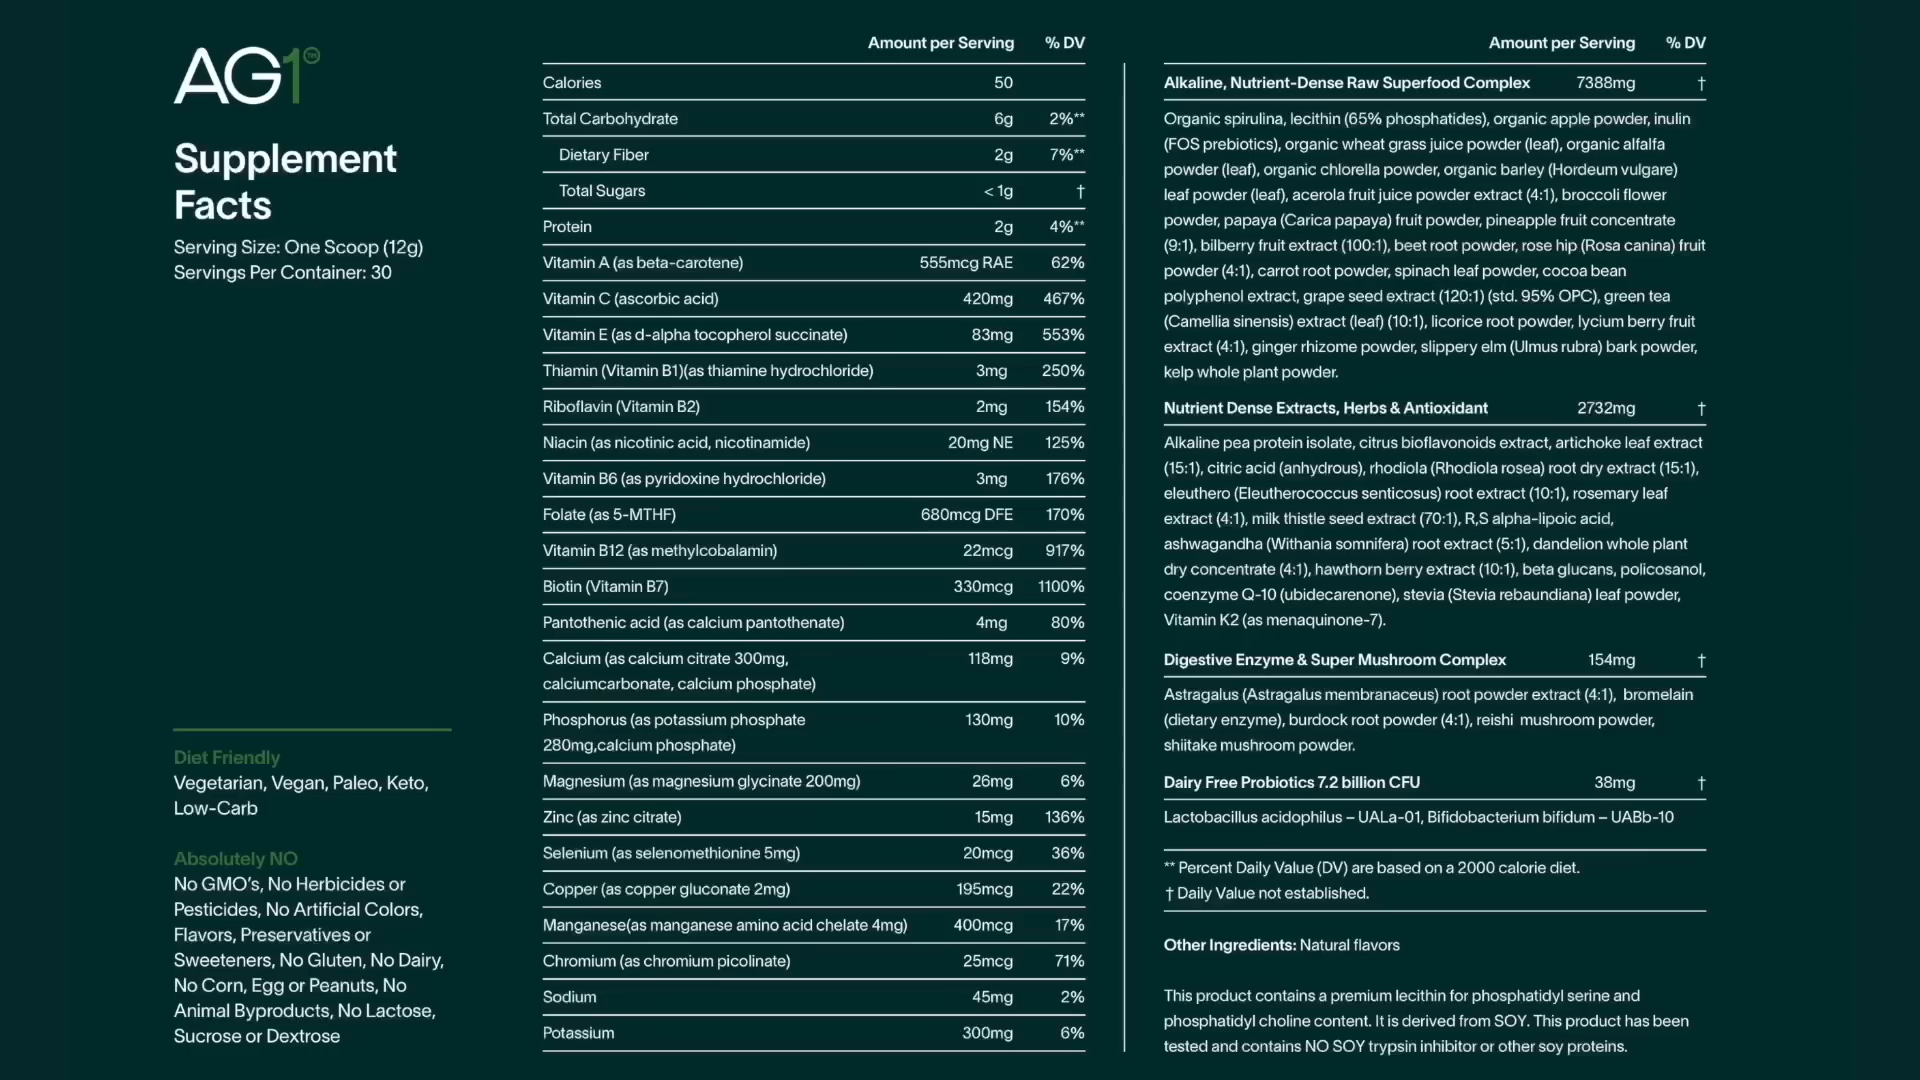 AG1™
Supplement
Facts
Serving Size: One Scoop (12g)
Servings Per Container: 30
Diet Friendly
Vegetarian, Vegan, Paleo, Keto,
Low-Carb
Absolutely NO
No GMO's, No Herbicides or
Pesticides, No Artificial Colors,
Flavors, Preservatives or
Sweeteners, No Gluten, No Dairy,
No Corn, Egg or Peanuts, No
Animal Byproducts, No Lactose,
Sucrose or Dextrose
Amount per Serving % DV
Calories 50
Total Carbohydrate 6g 2%**
Dietary Fiber 2g 7%**
Total Sugars < 1g †
Protein 2g 4%**
Vitamin A (as beta-carotene) 555mcg RAE 62%
Vitamin C (ascorbic acid) 420mg 467%
Vitamin E (as d-alpha tocopherol succinate) 83mg 553%
Thiamin (Vitamin B1)(as thiamine hydrochloride) 3mg 250%
Riboflavin (Vitamin B2) 2mg 154%
Niacin (as nicotinic acid, nicotinamide) 20mg NE 125%
Vitamin B6 (as pyridoxine hydrochloride) 3mg 176%
Folate (as 5-MTHF) 680mcg DFE 170%
Vitamin B12 (as methylcobalamin) 22mcg 917%
Biotin (Vitamin B7) 330mcg 1100%
Pantothenic acid (as calcium pantothenate) 4mg 80%
Calcium (as calcium citrate 300mg, 118mg 9%
calciumcarbonate, calcium phosphate)
Phosphorus (as potassium phosphate 130mg 10%
280mg,calcium phosphate)
Magnesium (as magnesium glycinate 200mg) 26mg 6%
Zinc (as zinc citrate) 15mg 136%
Selenium (as selenomethionine 5mg) 20mcg 36%
Copper (as copper gluconate 2mg) 195mcg 22%
Manganese(as manganese amino acid chelate 4mg) 400mcg 17%
Chromium (as chromium picolinate) 25mcg 71%
Sodium 45mg 2%
Potassium 300mg 6%
Amount per Serving % DV
Alkaline, Nutrient-Dense Raw Superfood Complex 7388mg †
Organic spirulina, lecithin (65% phosphatides), organic apple powder, inulin
(FOS prebiotics), organic wheat grass juice powder (leaf), organic alfalfa
powder (leaf), organic chlorella powder, organic barley (Hordeum vulgare)
leaf powder (leaf), acerola fruit juice powder extract (4:1), broccoli flower
powder, papaya (Carica papaya) fruit powder, pineapple fruit concentrate
(9:1), bilberry fruit extract (100:1), beet root powder, rose hip (Rosa canina) fruit
powder (4:1), carrot root powder, spinach leaf powder, cocoa bean
polyphenol extract, grape seed extract (120:1) (std. 95% OPC), green tea
(Camellia sinensis) extract (leaf) (10:1), licorice root powder, lycium berry fruit
extract (4:1), ginger rhizome powder, slippery elm (Ulmus rubra) bark powder,
kelp whole plant powder.
Nutrient Dense Extracts, Herbs & Antioxidant 2732mg †
Alkaline pea protein isolate, citrus bioflavonoids extract, artichoke leaf extract
(15:1), citric acid (anhydrous), rhodiola (Rhodiola rosea) root dry extract (15:1),
eleuthero (Eleutherococcus senticosus) root extract (10:1), rosemary leaf
extract (4:1), milk thistle seed extract (70:1), R,S alpha-lipoic acid,
ashwagandha (Withania somnifera) root extract (5:1), dandelion whole plant
dry concentrate (4:1), hawthorn berry extract (10:1), beta glucans, policosanol,
coenzyme Q-10 (ubidecarenone), stevia (Stevia rebaundiana) leaf powder,
Vitamin K2 (as menaquinone-7).
Digestive Enzyme & Super Mushroom Complex 154mg †
Astragalus (Astragalus membranaceus) root powder extract (4:1), bromelain
(dietary enzyme), burdock root powder (4:1), reishi mushroom powder,
shiitake mushroom powder.
Dairy Free Probiotics 7.2 billion CFU 38mg †
Lactobacillus acidophilus – UALa-01, Bifidobacterium bifidum – UABb-10
** Percent Daily Value (DV) are based on a 2000 calorie diet.
† Daily Value not established.
Other Ingredients: Natural flavors
This product contains a premium lecithin for phosphatidyl serine and
phosphatidyl choline content. It is derived from SOY. This product has been
tested and contains NO SOY trypsin inhibitor or other soy proteins.